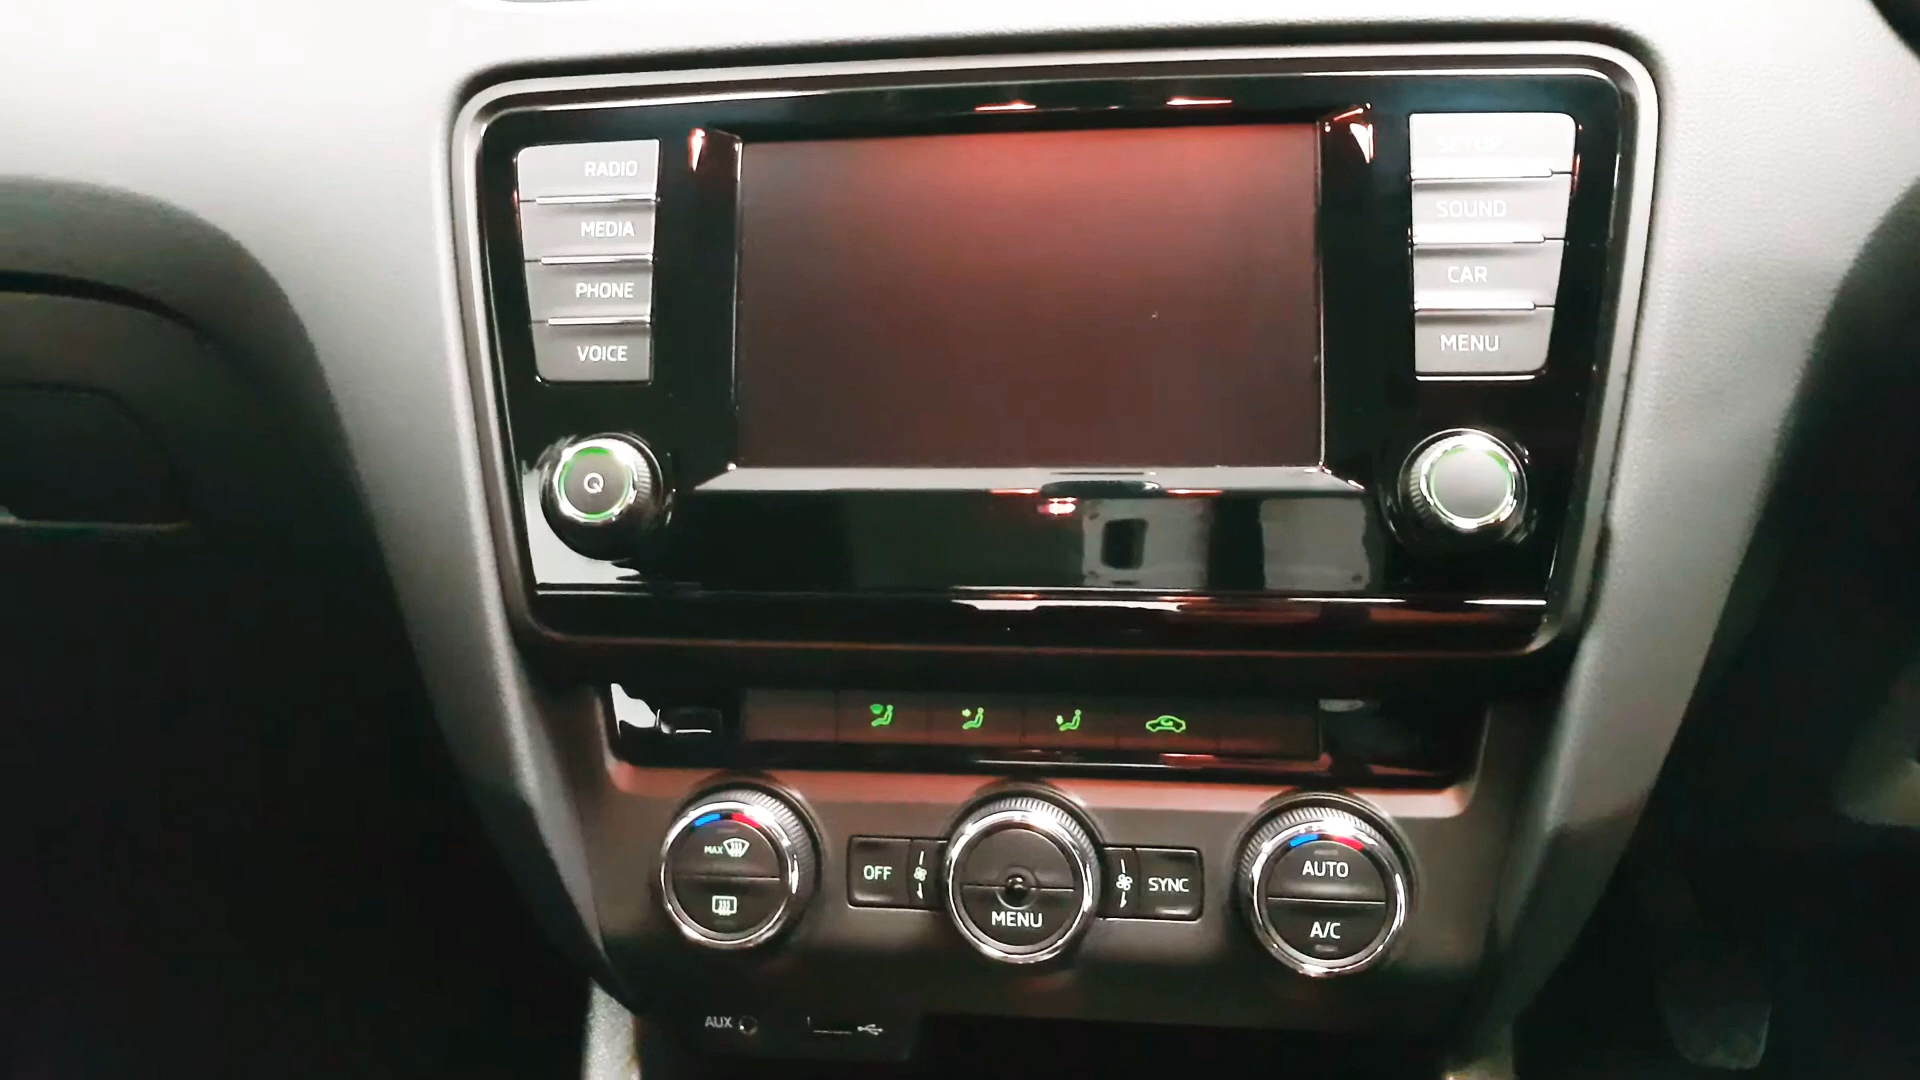 RADIO
MEDIA
PHONE
VOICE
SETUP
SOUND
CAR
MENU
MAX
OFF
MENU
SYNC
AUTO
A/C
AUX